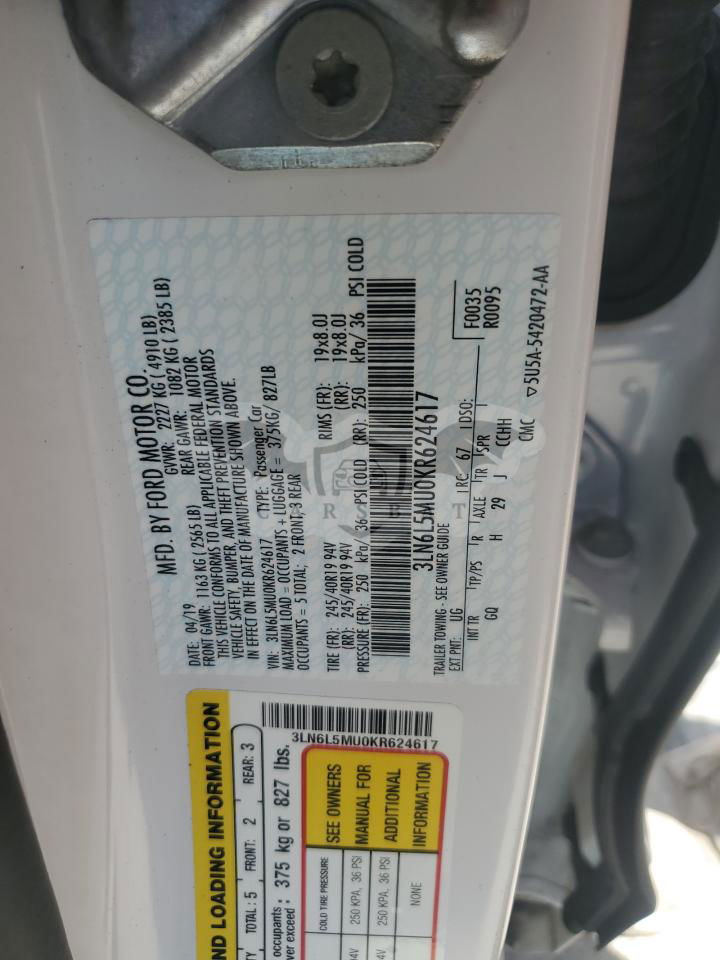 MFD. BY FORD MOTOR CO.
DATE: 04/19 GVWR: 2227 KG ( 4910 LB)
FRONT GAWR: 1163 KG ( 2565 LB) REAR GAWR: 1082 KG ( 2385 LB)
THIS VEHICLE CONFORMS TO ALL APPLICABLE FEDERAL MOTOR
VEHICLE SAFETY, BUMPER, AND THEFT PREVENTION STANDARDS
IN EFFECT ON THE DATE OF MANUFACTURE SHOWN ABOVE.
VIN: 3LN6L5MU0KR624617 TYPE: Passenger Car
MAXIMUM LOAD = OCCUPANTS + LUGGAGE = 375KG/ 827LB
OCCUPANTS = 5 TOTAL; 2 FRONT; 3 REAR
TIRE (FR): 245/40R19 94V RIMS (FR): 19x8.0J
(RR): 245/40R19 94V (RR): 19x8.0J
PRESSURE (FR): 250 kPa/ 36 PSI COLD (RR): 250 kPa/ 36 PSI COLD
3LN6L5MU0KR624617
TRAILER TOWING - SEE OWNER GUIDE
F0035
R0095
EXT PNT: UG RC: 67 DSO:
INT TR TP/PS R AXLE TR SPR
GQ H 29 J CCHH
CMC ▽5U5A-5420472-AA
ND LOADING INFORMATION
TY TOTAL: 5 FRONT: 2 REAR: 3
occupants :
ver exceed : 375 kg or 827 lbs.
3LN6L5MU0KR624617
COLD TIRE PRESSURE
250 KPA, 36 PSI
250 KPA, 36 PSI
NONE
SEE OWNERS
MANUAL FOR
ADDITIONAL
INFORMATION
94V
94V